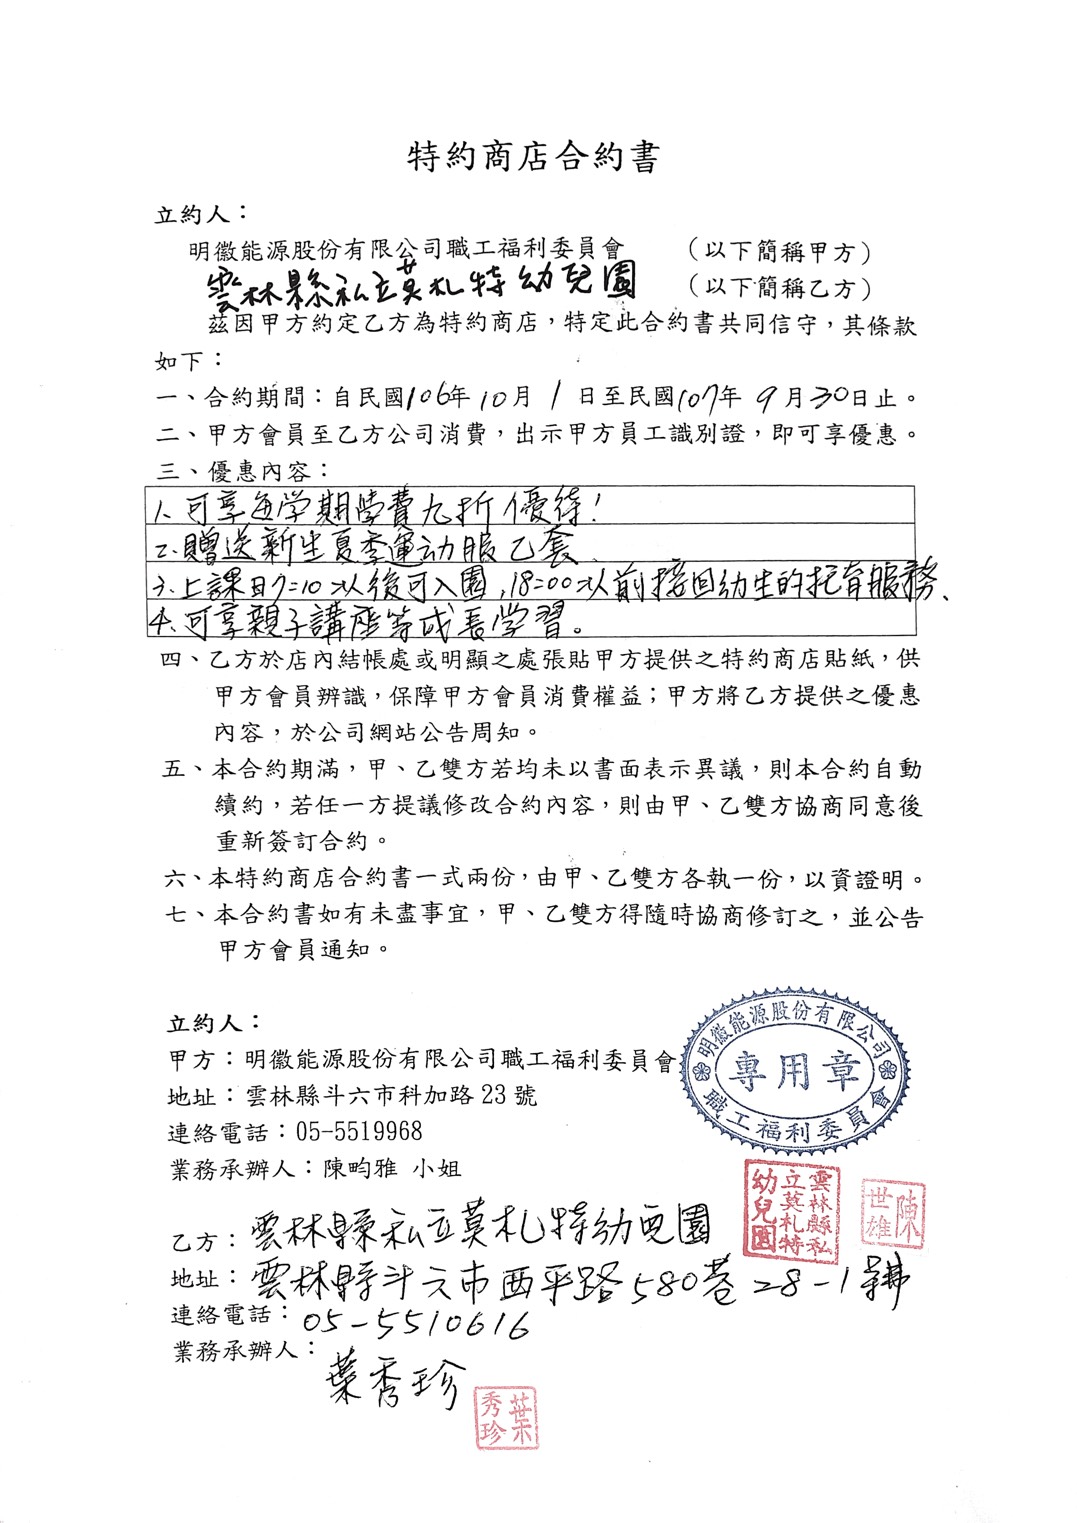 特約商店合約書
立約人：
明徽能源股份有限公司職工福利委員會　（以下簡稱甲方）
雲林縣私立莫札特幼兒園　（以下簡稱乙方）
茲因甲方約定乙方為特約商店，特定此合約書共同信守，其條款
如下：
一、合約期間：自民國106年10月1日至民國107年9月30日止。
二、甲方會員至乙方公司消費，出示甲方員工識別證，即可享優惠。
三、優惠內容：
1、可享每学期學費九折優待！
2、贈送新生夏季運动服乙套、
3、上課日7=10以後可入園，18=00以前接回幼生的托育服務、
4、可享親子講座等成長学習。
四、乙方於店內結帳處或明顯之處張貼甲方提供之特約商店貼紙，供
甲方會員辨識，保障甲方會員消費權益；甲方將乙方提供之優惠
內容，於公司網站公告周知。
五、本合約期滿，甲、乙雙方若均未以書面表示異議，則本合約自動
續約，若任一方提議修改合約內容，則由甲、乙雙方協商同意後
重新簽訂合約。
六、本特約商店合約書一式兩份，由甲、乙雙方各執一份，以資證明。
七、本合約書如有未盡事宜，甲、乙雙方得隨時協商修訂之，並公告
甲方會員通知。
立約人：
甲方：明徽能源股份有限公司職工福利委員會
地址：雲林縣斗六市科加路23號
連絡電話：05-5519968
業務承辦人：陳畇雅 小姐
明徽能源股份有限公司
專用章
職工福利委員會
雲林縣私
立莫札特
幼兒園
陳
世雄
乙方：雲林縣私立莫札特幼兒園
地址：雲林縣斗六市西平路580巷28-1號
連絡電話：05-5510616
業務承辦人：葉秀珍
葉
秀珍